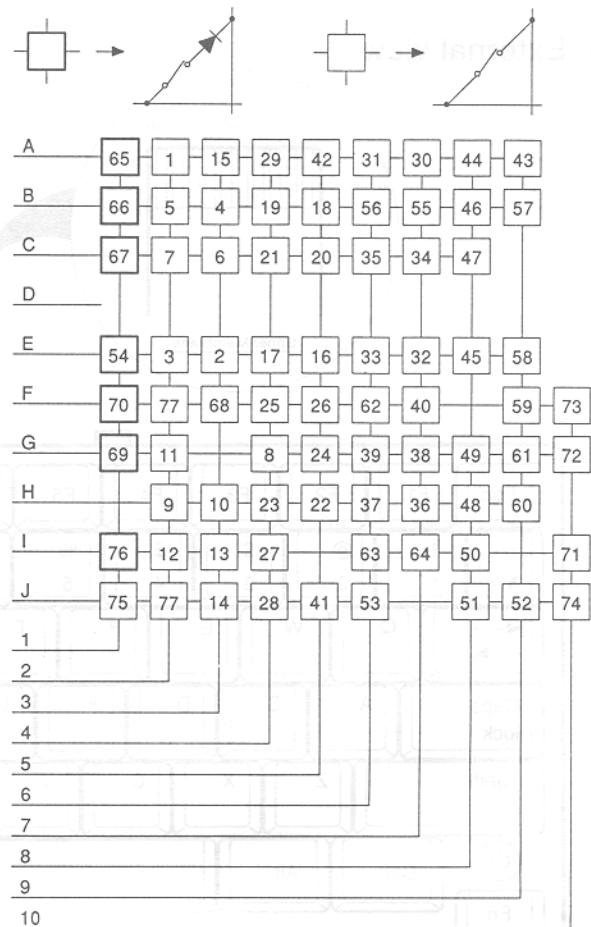 A 65 1 15 29 42 31 30 44 43
B 66 5 4 19 18 56 55 46 57
C 67 7 6 21 20 35 34 47
D
E 54 3 2 17 16 33 32 45 58
F 70 77 68 25 26 62 40 59 73
G 69 11 8 24 39 38 49 61 72
H 9 10 23 22 37 36 48 60
I 76 12 13 27 63 64 50 71
J 75 77 14 28 41 53 51 52 74
1
2
3
4
5
6
7
8
9
10